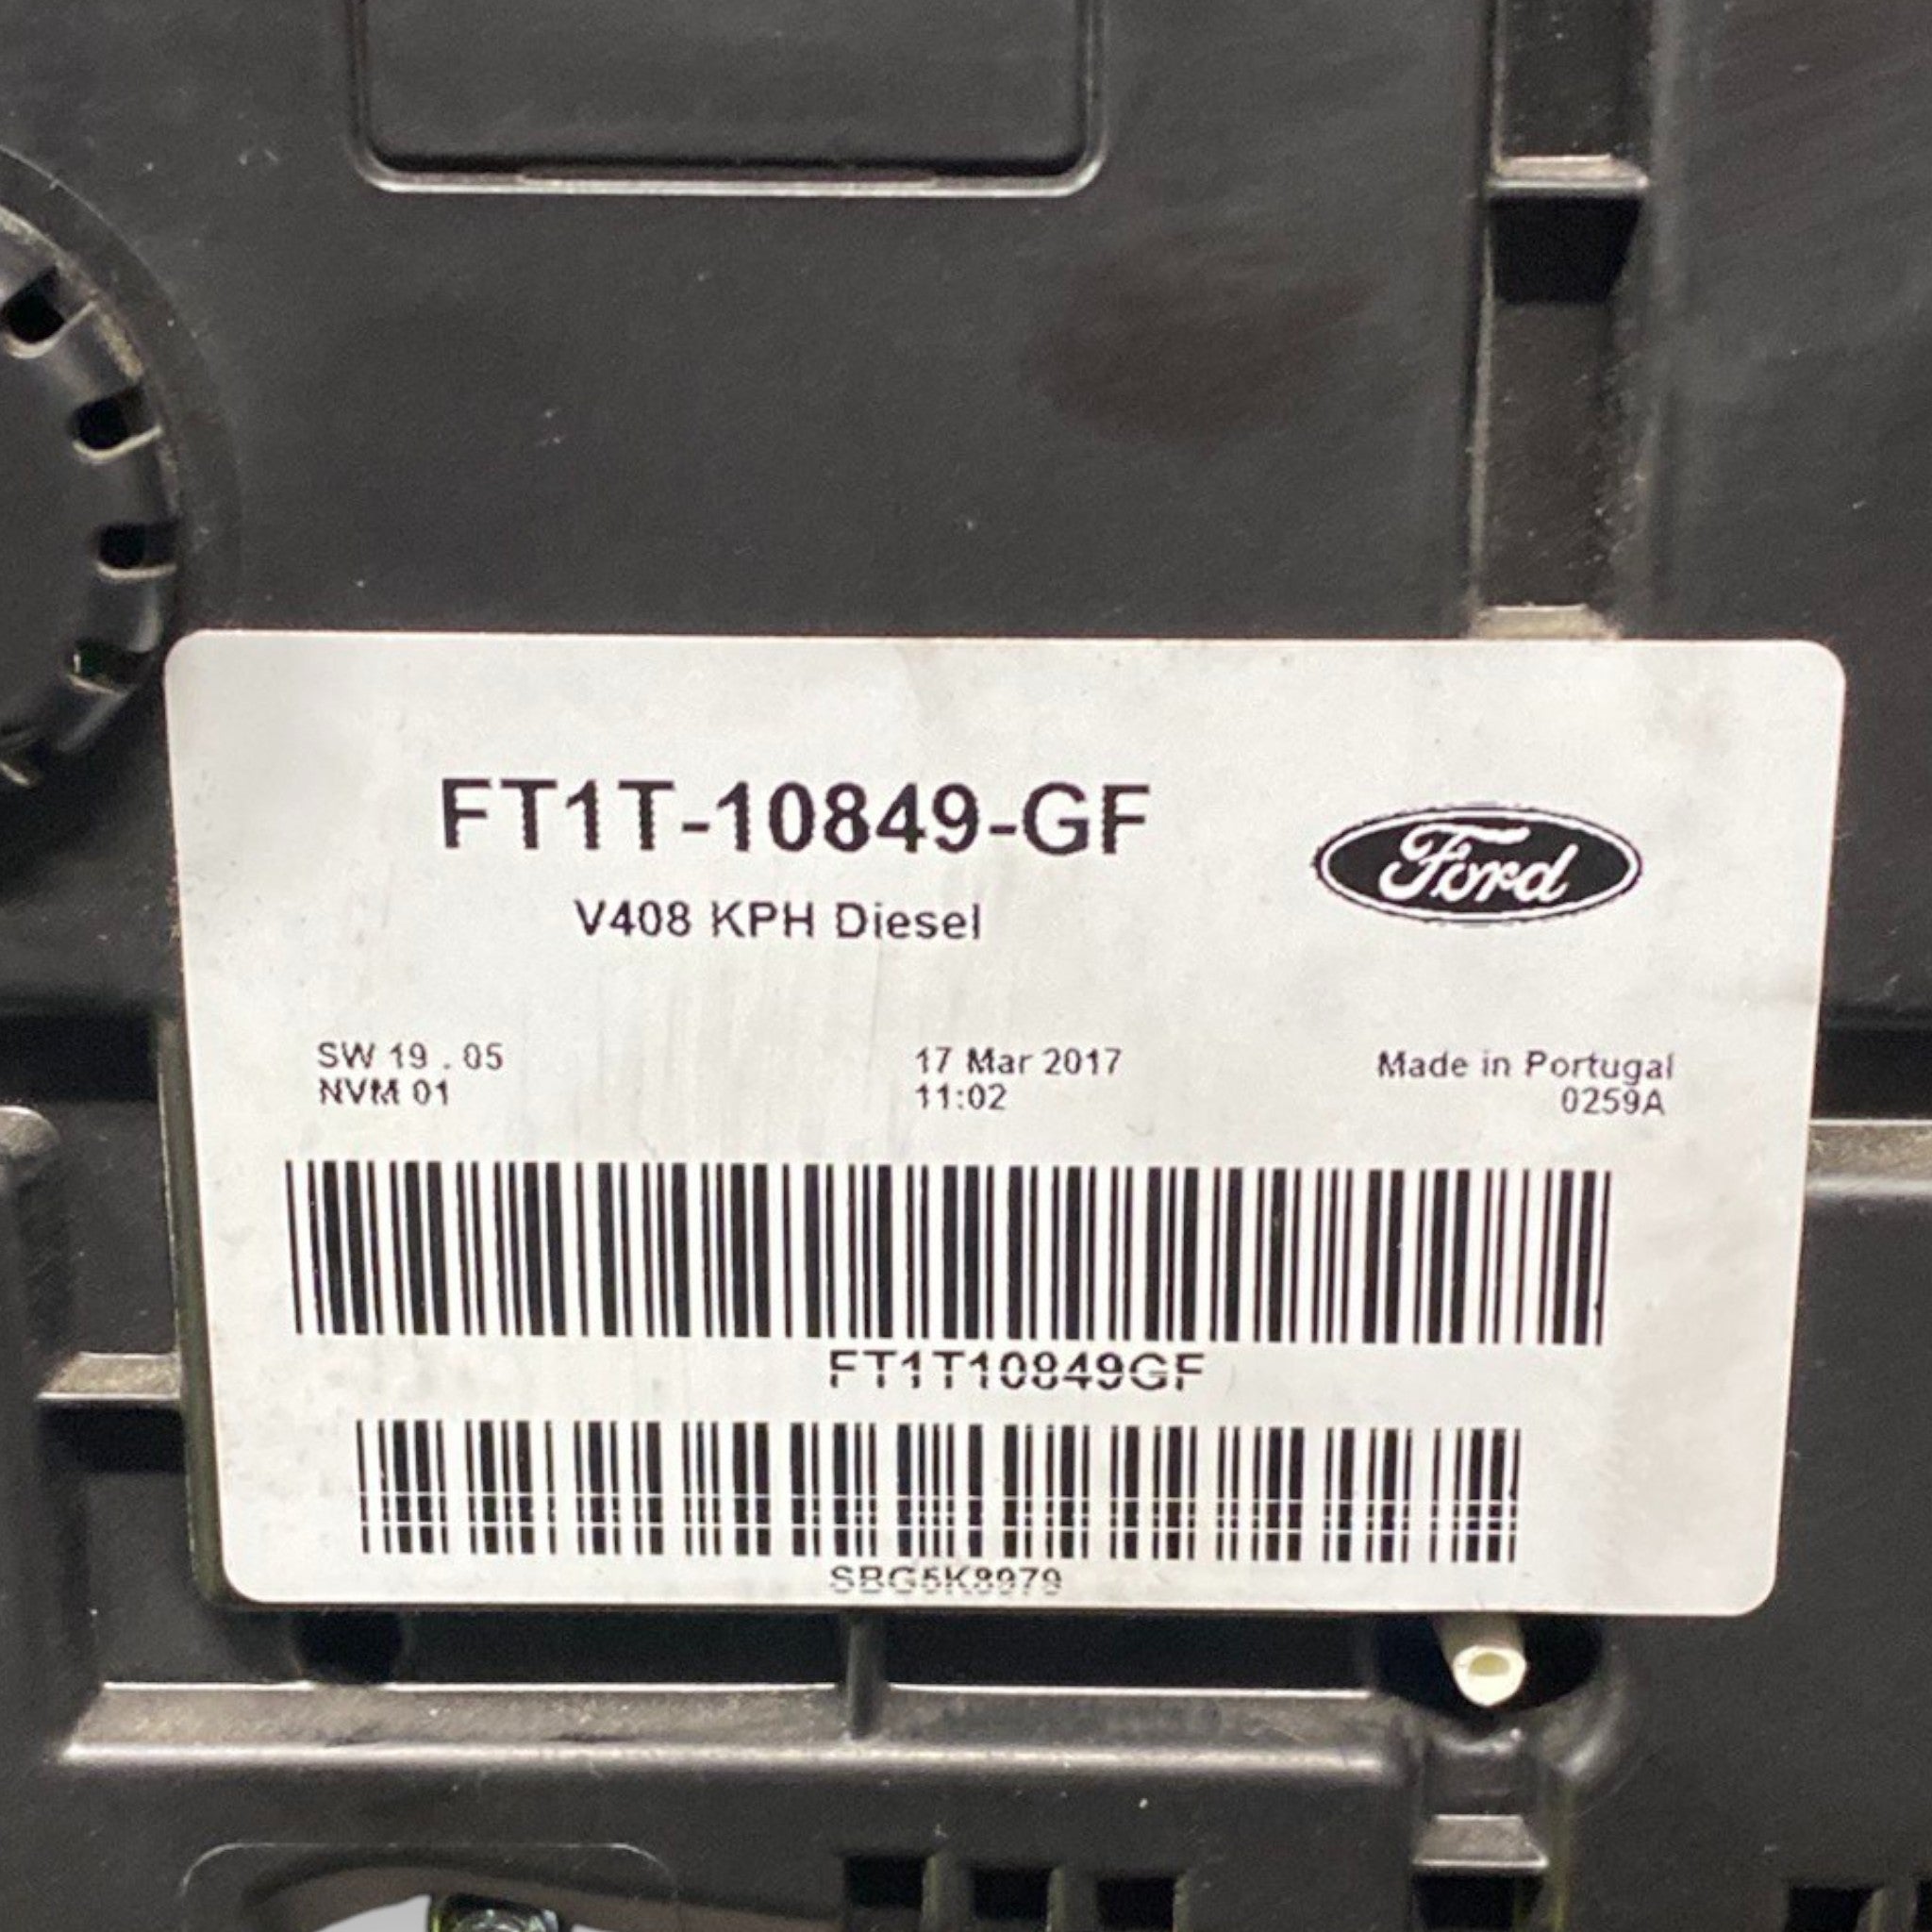 FT1T-10849-GF
Ford
V408 KPH Diesel
SW 19 . 05
NVM 01
17 Mar 2017
11:02
Made in Portugal
0259A
FT1T10849GF
SBG5K8979